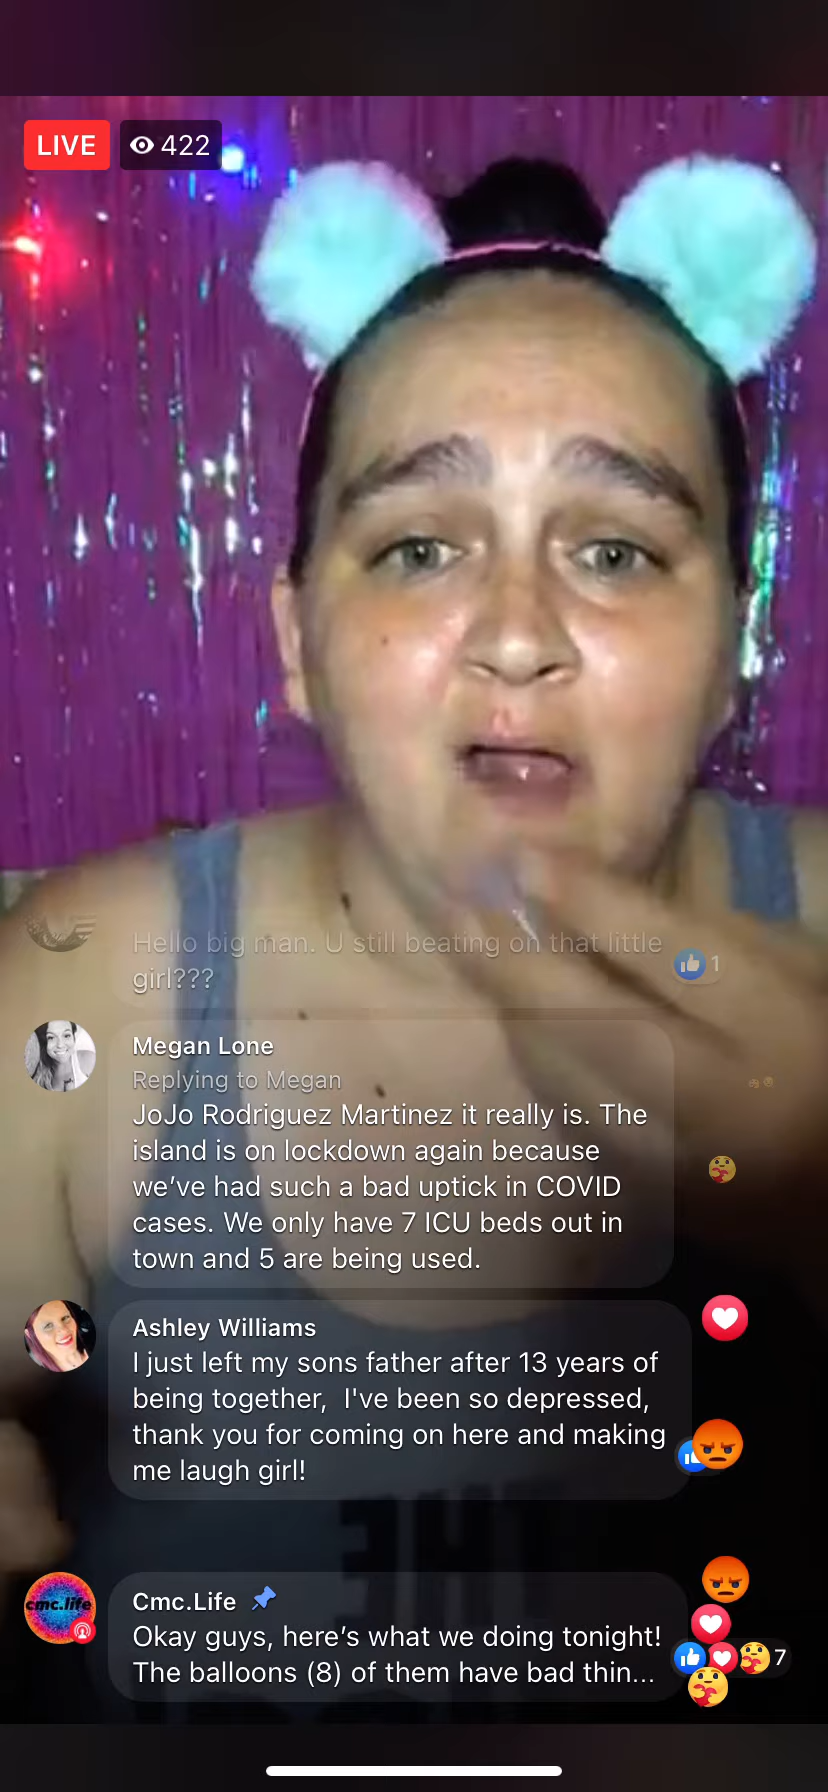 LIVE
422
Hello big man. U still beating on that little
girl???
1
Megan Lone
Replying to Megan
JoJo Rodriguez Martinez it really is. The
island is on lockdown again because
we’ve had such a bad uptick in COVID
cases. We only have 7 ICU beds out in
town and 5 are being used.
Ashley Williams
I just left my sons father after 13 years of
being together,  I've been so depressed,
thank you for coming on here and making
me laugh girl!
THE
cmc.life
Cmc.Life
Okay guys, here’s what we doing tonight!
The balloons (8) of them have bad thin...
7